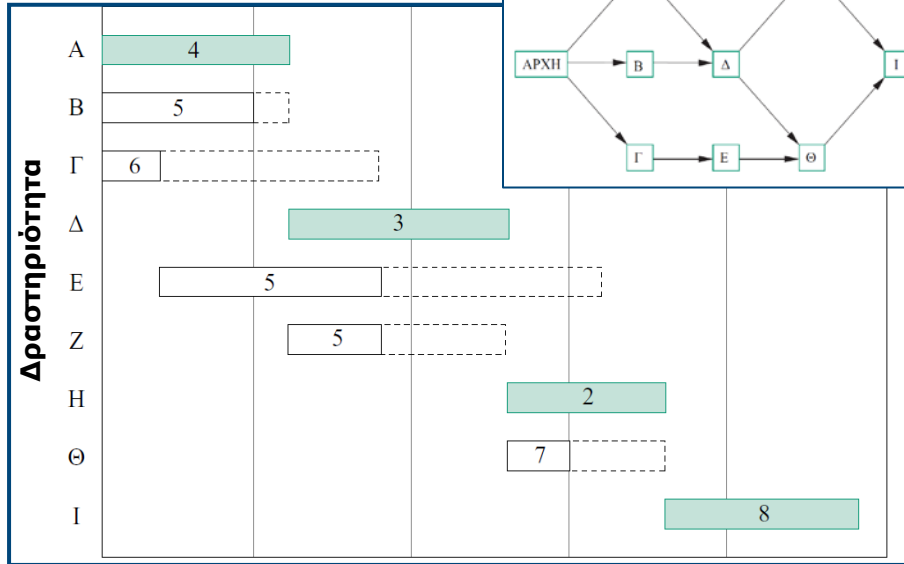 Δραστηριότητα
Α 4
Β 5
Γ 6
Δ 3
Ε 5
Ζ 5
Η 2
Θ 7
Ι 8
ΑΡΧΗ Β Δ Ι
Γ Ε Θ